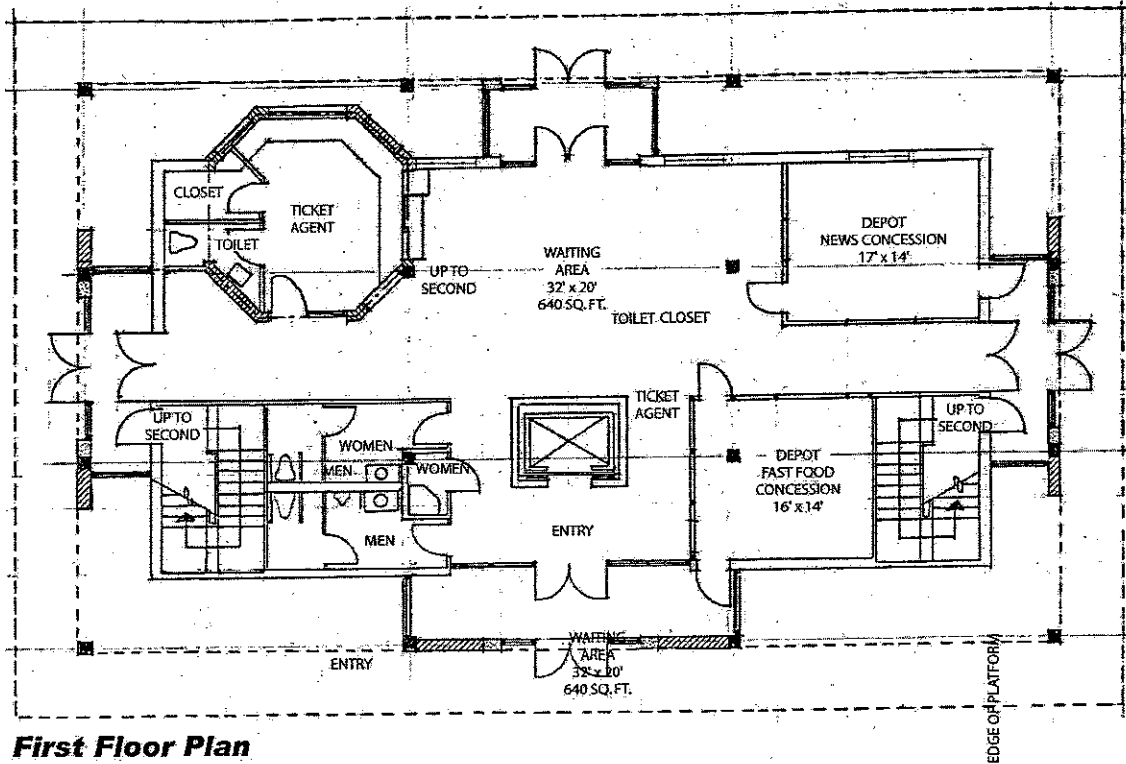 CLOSET
TICKET
AGENT
TOILET
UP TO
SECOND
WAITING
AREA
32' x 20'
640 SQ. FT.
TOILET CLOSET
DEPOT
NEWS CONCESSION
17' x 14'
UP TO
SECOND
WOMEN
MEN
WOMEN
MEN
TICKET
AGENT
ENTRY
DEPOT
FAST FOOD
CONCESSION
16' x 14'
UP TO
SECOND
ENTRY
WAITING
AREA
32' x 20'
640 SQ. FT.
EDGE OF PLATFORM
First Floor Plan